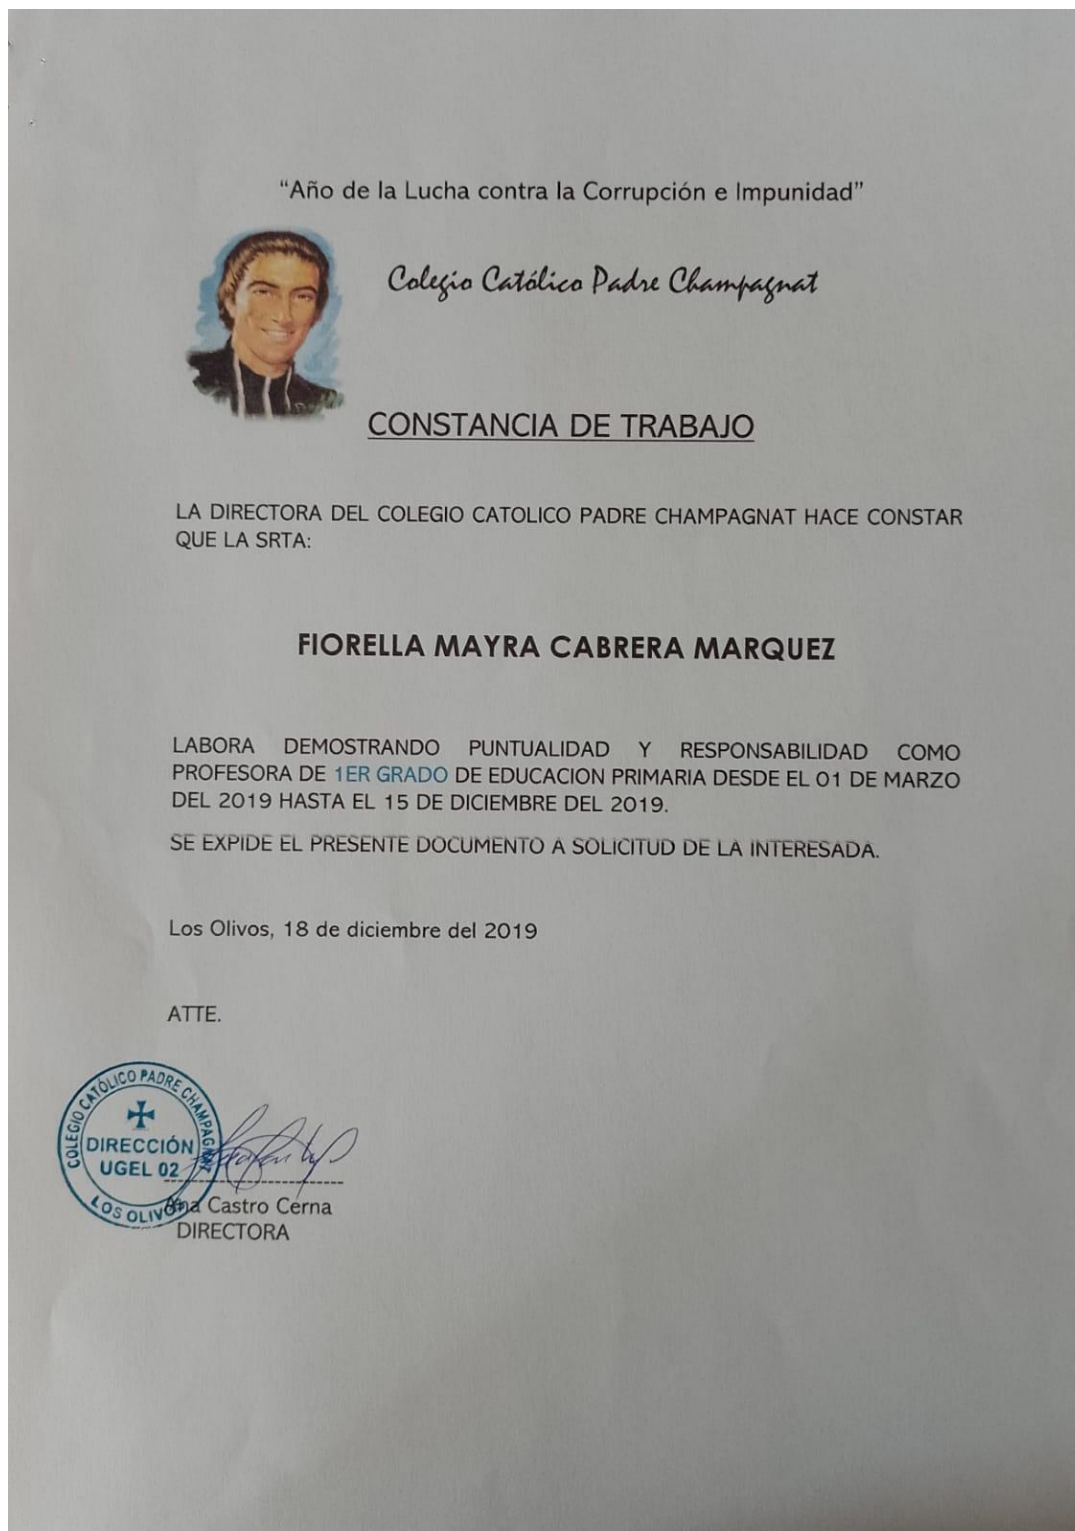 “Año de la Lucha contra la Corrupción e Impunidad”
Colegio Católico Padre Champagnat
CONSTANCIA DE TRABAJO
LA DIRECTORA DEL COLEGIO CATOLICO PADRE CHAMPAGNAT HACE CONSTAR
QUE LA SRTA:
FIORELLA MAYRA CABRERA MARQUEZ
LABORA DEMOSTRANDO PUNTUALIDAD Y RESPONSABILIDAD COMO
PROFESORA DE 1ER GRADO DE EDUCACION PRIMARIA DESDE EL 01 DE MARZO
DEL 2019 HASTA EL 15 DE DICIEMBRE DEL 2019.
SE EXPIDE EL PRESENTE DOCUMENTO A SOLICITUD DE LA INTERESADA.
Los Olivos, 18 de diciembre del 2019
ATTE.
COLEGIO CATÓLICO PADRE CHAMPAGNAT
DIRECCIÓN
UGEL 02
LOS OLIVOS
Ana Castro Cerna
DIRECTORA